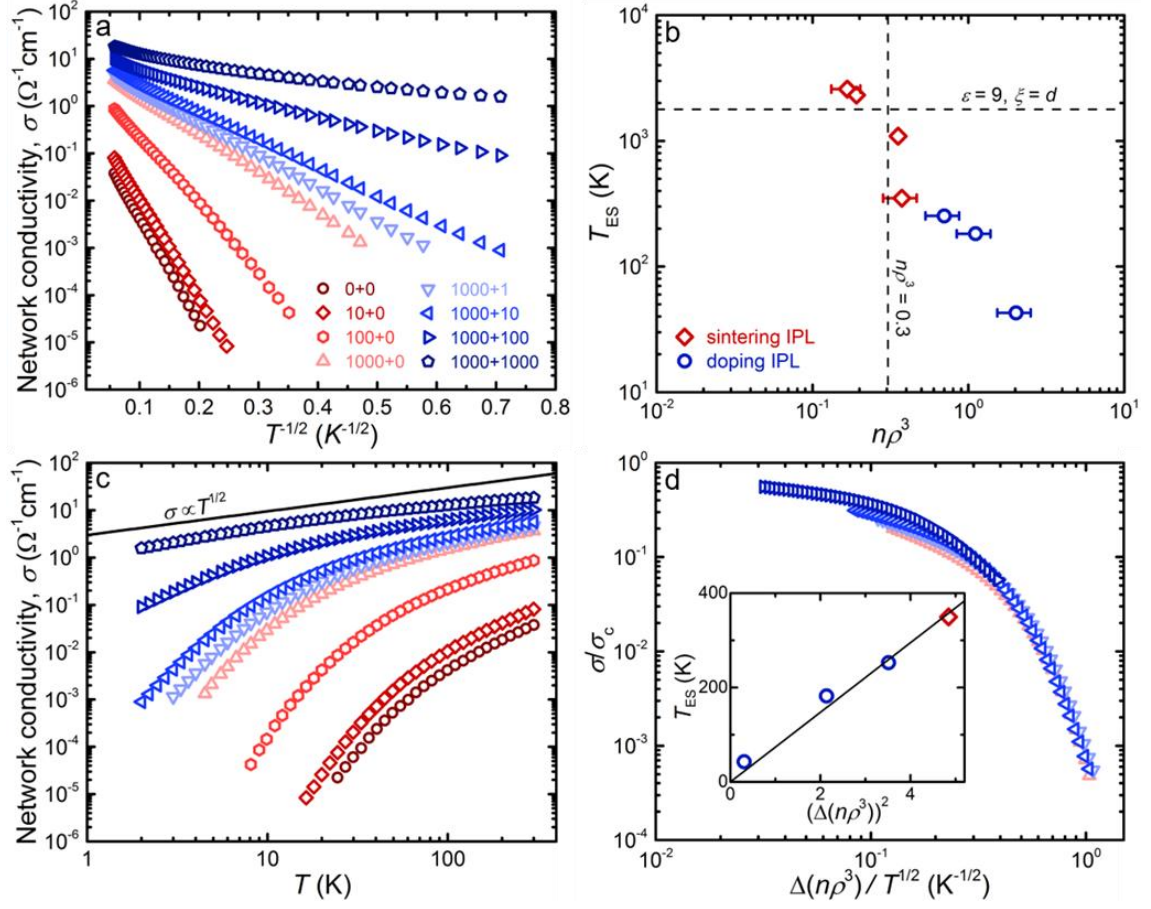 a
Network conductivity, σ (Ω⁻¹cm⁻¹)
10²
10¹
10⁰
10⁻¹
10⁻²
10⁻³
10⁻⁴
10⁻⁵
10⁻⁶
0+0
10+0
100+0
1000+0
1000+1
1000+10
1000+100
1000+1000
0.1 0.2 0.3 0.4 0.5 0.6 0.7 0.8
T⁻¹/² (K⁻¹/²)
b
T_ES (K)
10⁴
10³
10²
10¹
ε = 9, ξ = d
nρ³ = 0.3
sintering IPL
doping IPL
10⁻² 10⁻¹ 10⁰ 10¹
nρ³
c
Network conductivity, σ (Ω⁻¹cm⁻¹)
10²
10¹
10⁰
10⁻¹
10⁻²
10⁻³
10⁻⁴
10⁻⁵
10⁻⁶
σ ∝ T¹/²
1 10 100
T (K)
d
σ/σ_c
10⁰
10⁻¹
10⁻²
10⁻³
10⁻⁴
T_ES (K)
400
200
0
0 2 4
(Δ(nρ³))²
10⁻² 10⁻¹ 10⁰
Δ(nρ³) / T¹/² (K⁻¹/²)